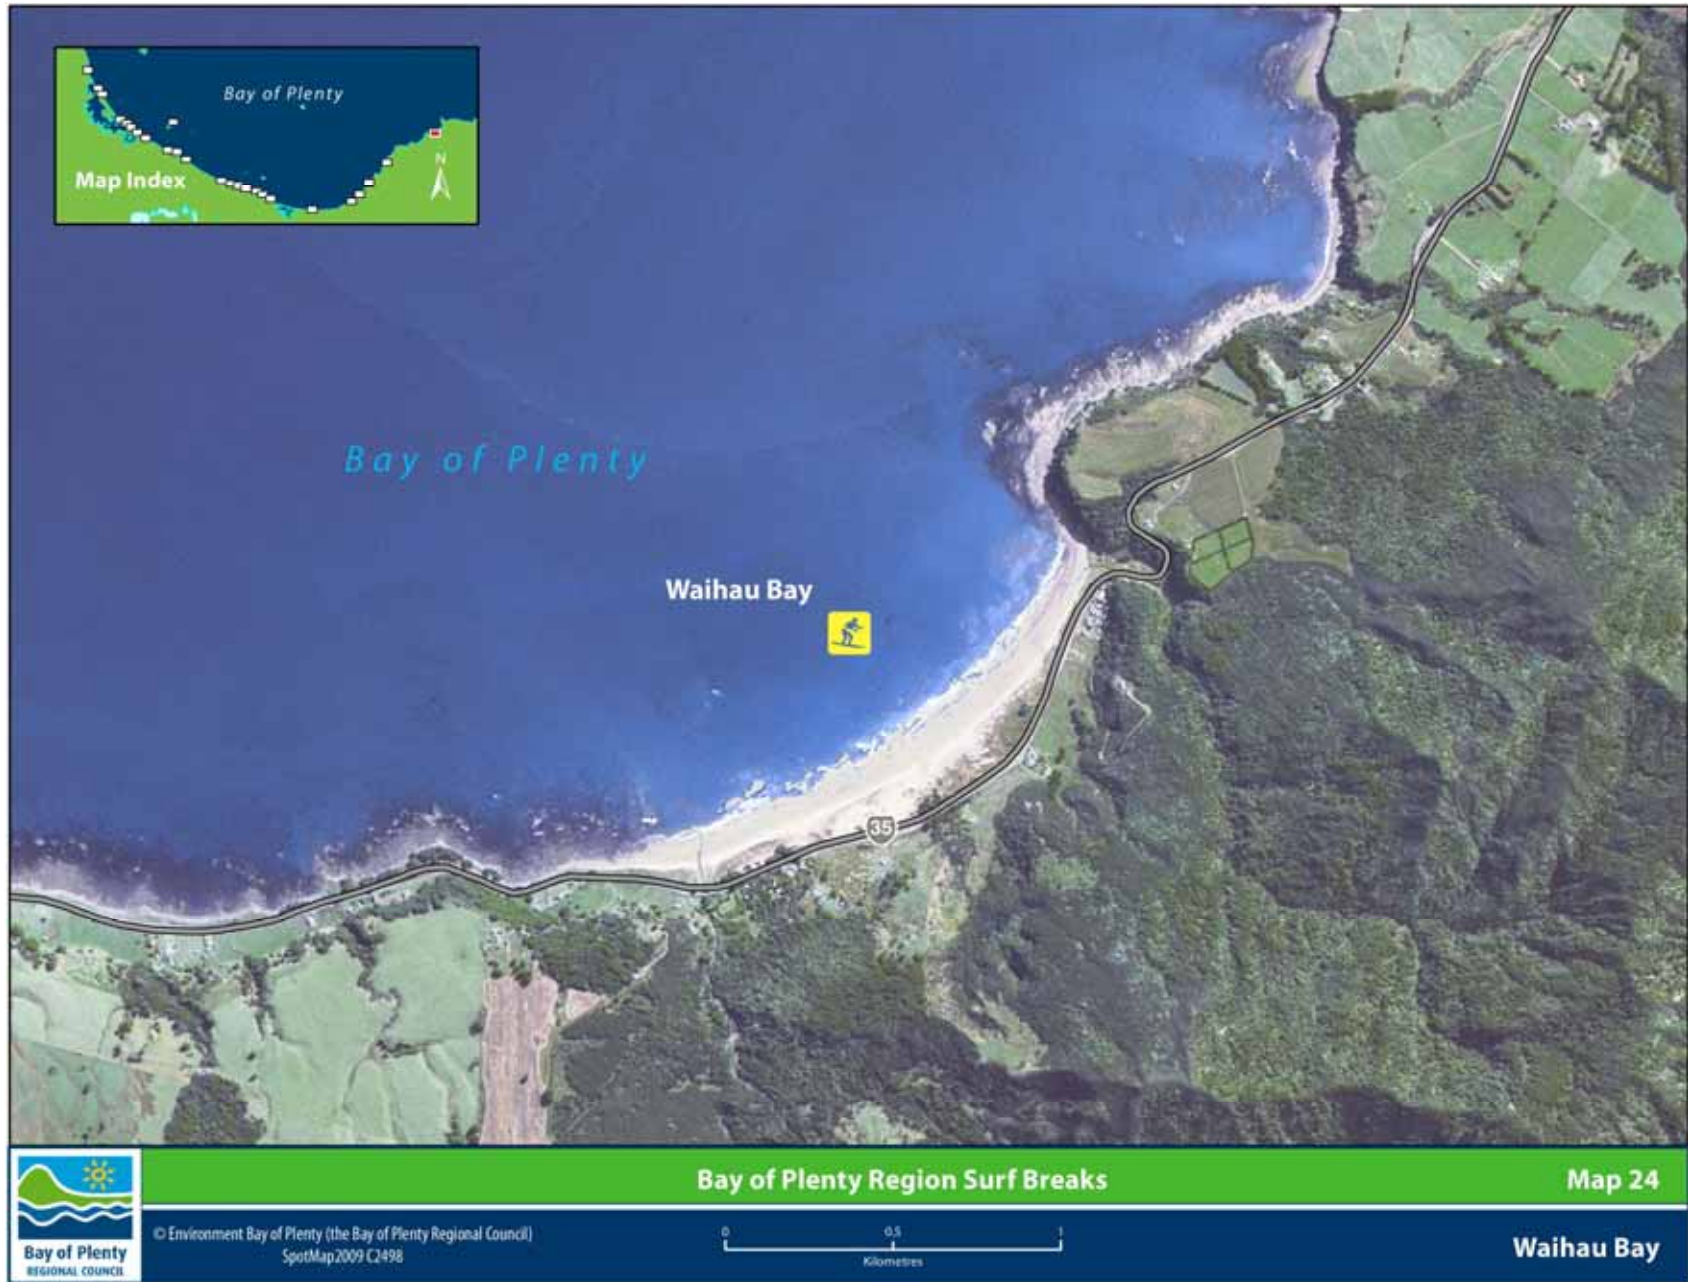 Bay of Plenty
Map Index
N
Bay of Plenty
Waihau Bay
35
Bay of Plenty Region Surf Breaks
Map 24
Bay of Plenty
REGIONAL COUNCIL
© Environment Bay of Plenty (the Bay of Plenty Regional Council)
SpotMap2009 C2498
0 0.5 1
Kilometres
Waihau Bay